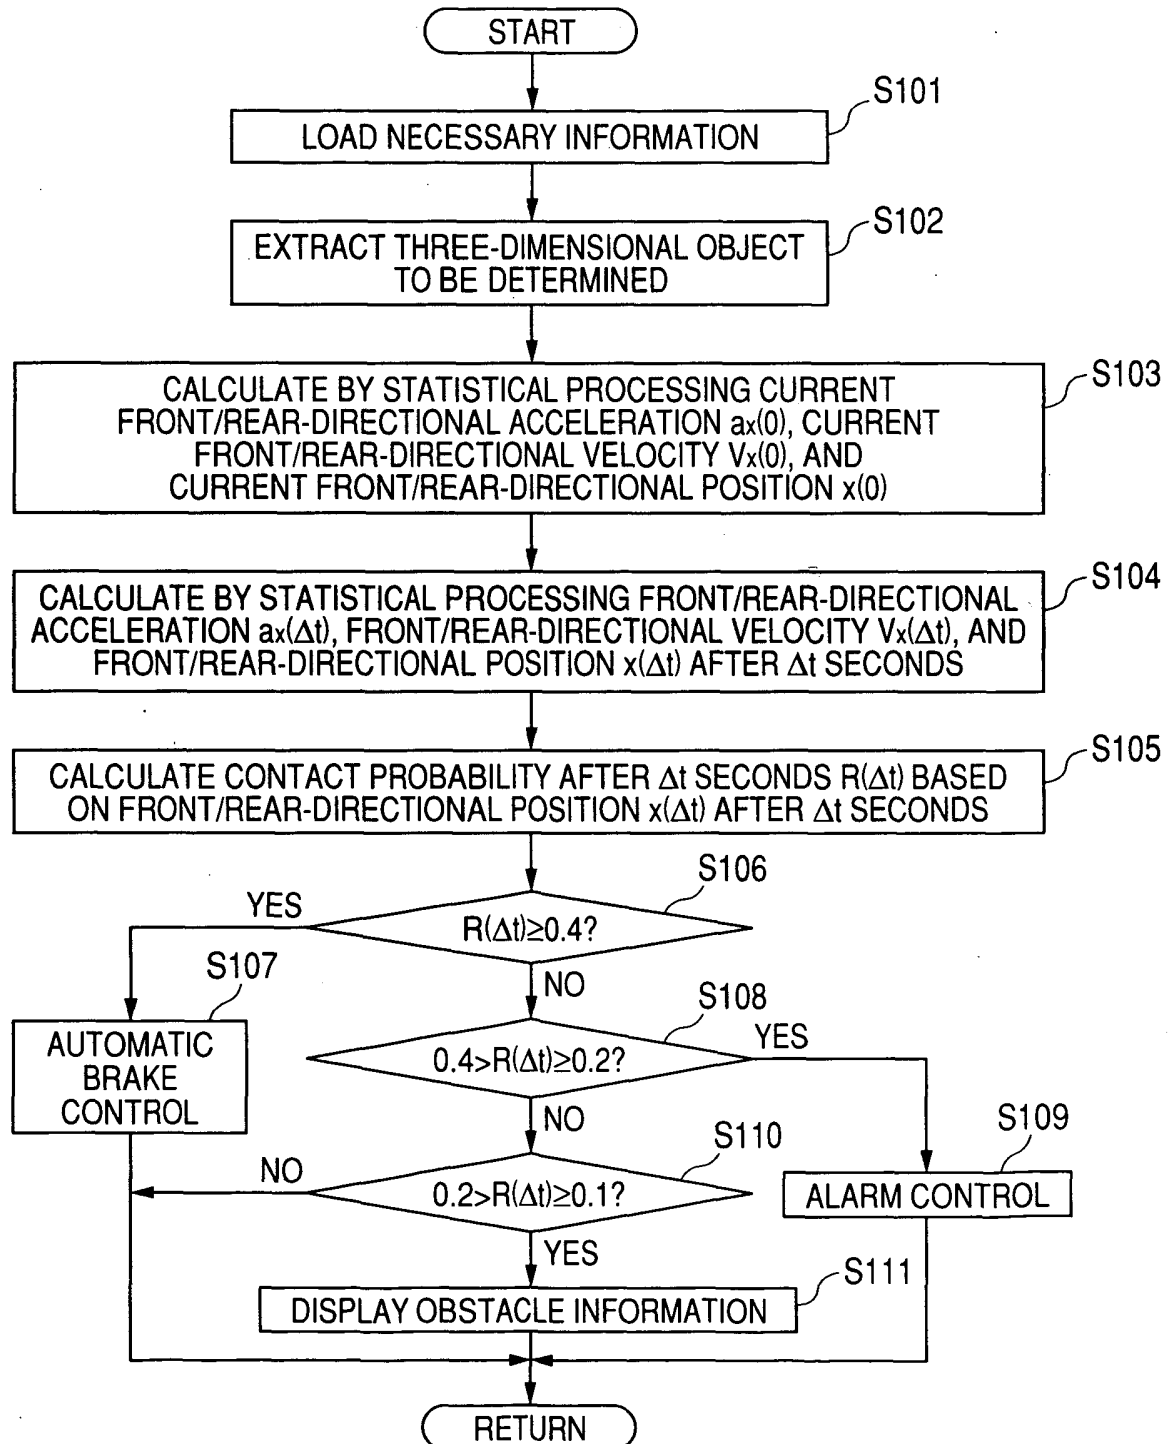 START
S101
LOAD NECESSARY INFORMATION
S102
EXTRACT THREE-DIMENSIONAL OBJECT
TO BE DETERMINED
S103
CALCULATE BY STATISTICAL PROCESSING CURRENT
FRONT/REAR-DIRECTIONAL ACCELERATION ax(0), CURRENT
FRONT/REAR-DIRECTIONAL VELOCITY Vx(0), AND
CURRENT FRONT/REAR-DIRECTIONAL POSITION x(0)
S104
CALCULATE BY STATISTICAL PROCESSING FRONT/REAR-DIRECTIONAL
ACCELERATION ax(Δt), FRONT/REAR-DIRECTIONAL VELOCITY Vx(Δt), AND
FRONT/REAR-DIRECTIONAL POSITION x(Δt) AFTER Δt SECONDS
S105
CALCULATE CONTACT PROBABILITY AFTER Δt SECONDS R(Δt) BASED
ON FRONT/REAR-DIRECTIONAL POSITION x(Δt) AFTER Δt SECONDS
S106
YES
R(Δt)≥0.4?
S107
NO
S108
YES
AUTOMATIC
BRAKE
CONTROL
0.4>R(Δt)≥0.2?
NO
S109
S110
NO
0.2>R(Δt)≥0.1?
ALARM CONTROL
YES
S111
DISPLAY OBSTACLE INFORMATION
RETURN